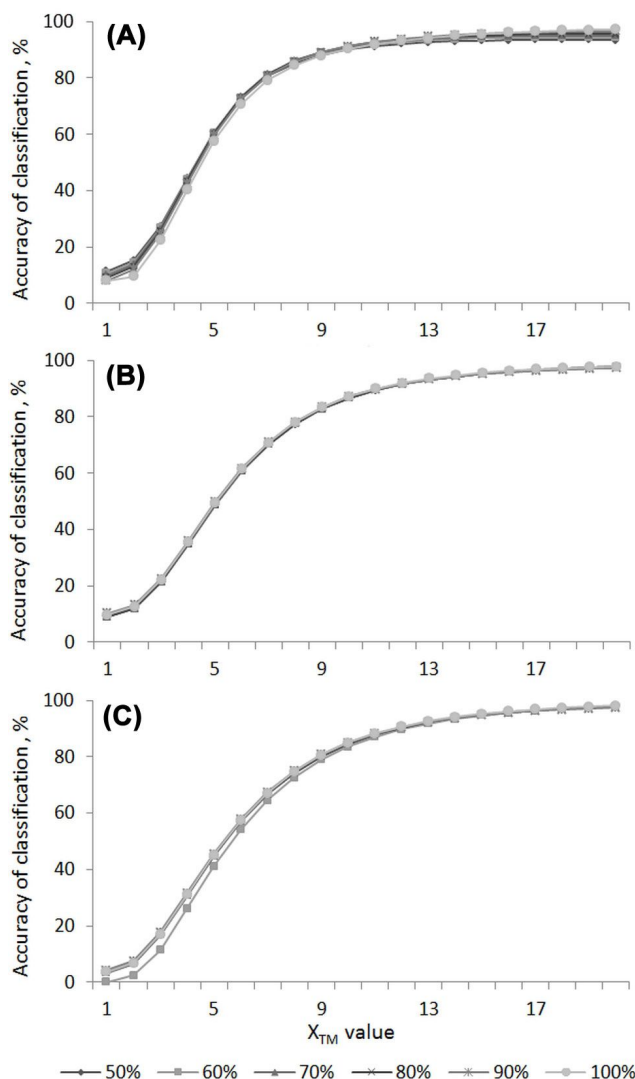 (A)
Accuracy of classification , %
100
80
60
40
20
0
1 5 9 13 17
(B)
Accuracy of classification , %
100
80
60
40
20
0
1 5 9 13 17
(C)
Accuracy of classification , %
100
80
60
40
20
0
1 5 9 13 17
XTM value
50% 60% 70% 80% 90% 100%